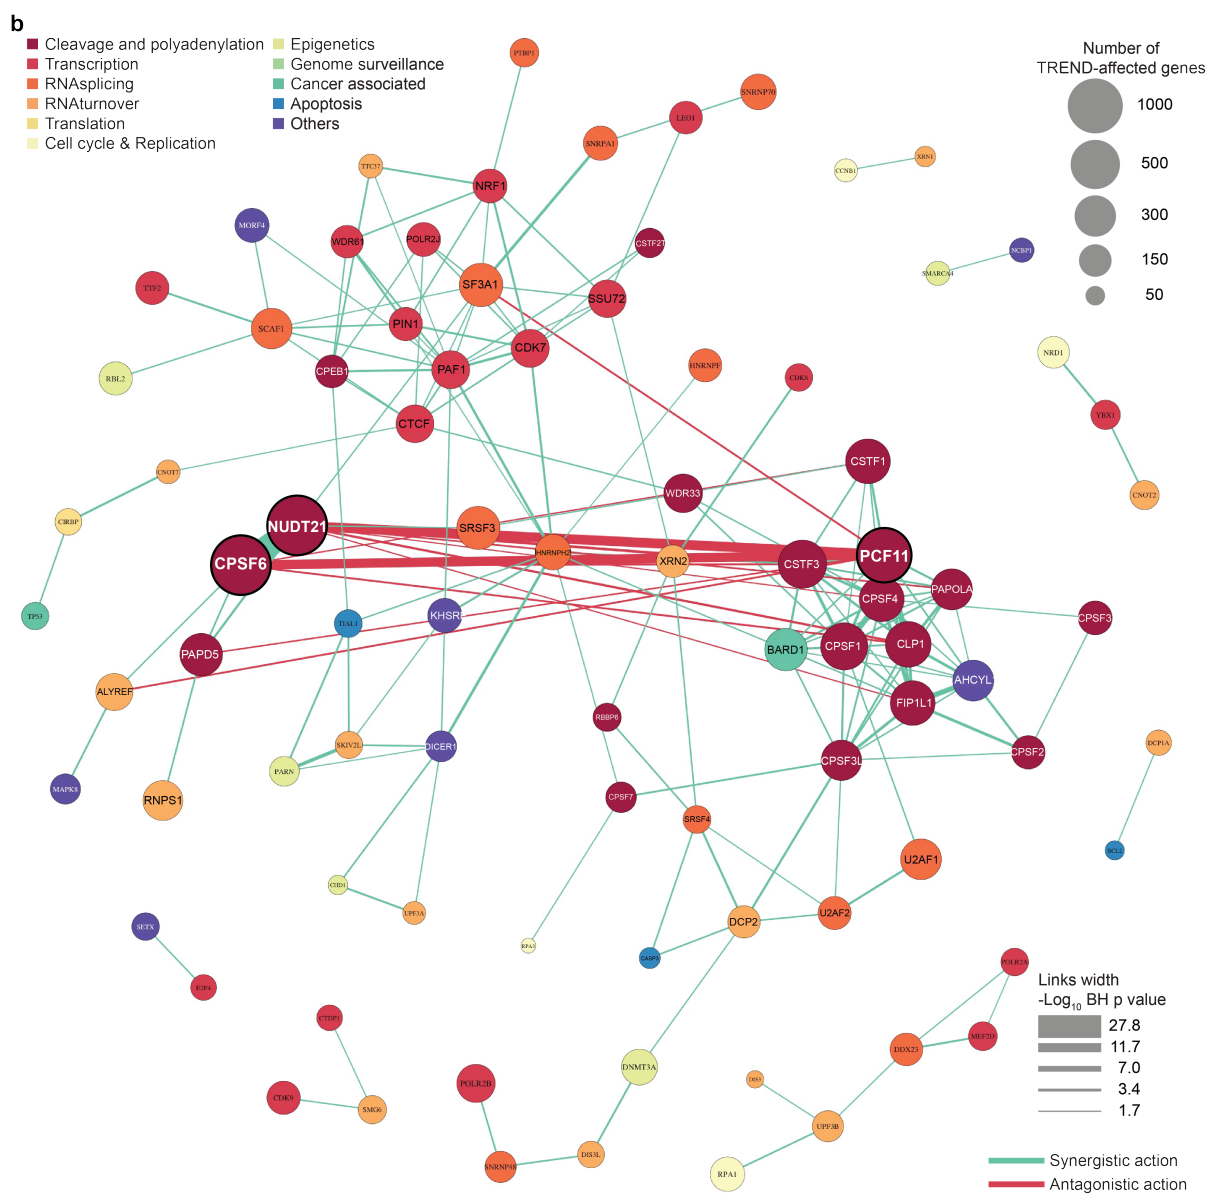 b
Cleavage and polyadenylation
Transcription
RNAsplicing
RNAturnover
Translation
Cell cycle & Replication
Epigenetics
Genome surveillance
Cancer associated
Apoptosis
Others
Number of
TREND-affected genes
1000
500
300
150
50
PTBP1
SNRNP70
LEO1
SNRPA1
TTC37
NRF1
CCNB1
XRN1
MORF4
WDR61
POLR2J
CSTF2T
NCBP1
SMARCA4
TTF2
SF3A1
SSU72
SCAF1
PIN1
CDK7
NRD1
RBL2
CPEB1
PAF1
HNRNPF
CDK8
YBX1
CTCF
CSTF1
CNOT7
WDR33
CNOT2
CIRBP
NUDT21
SRSF3
HNRNPH2
XRN2
CPSF6
CSTF3
PCF11
PAPOLA
CPSF4
TP53
TIAL1
KHSR
CPSF3
PAPD5
BARD1
CPSF1
CLP1
ALYREF
AHCYL
FIP1L1
RBBP6
SKIV2L
DICER1
CPSF3L
CPSF2
DCP1A
PARN
MAPK8
RNPS1
CPSF7
SRSF4
BCL2
U2AF1
CHD1
UPF3A
U2AF2
DCP2
SETX
RPA3
CASP3
E2F4
POLR2A
CTDP1
MEF2D
DDX23
Links width
-Log10 BH p value
27.8
11.7
7.0
3.4
1.7
DNMT3A
POLR2B
DIS3
CDK9
SMG6
UPF3B
SNRNP48
DIS3L
RPA1
Synergistic action
Antagonistic action